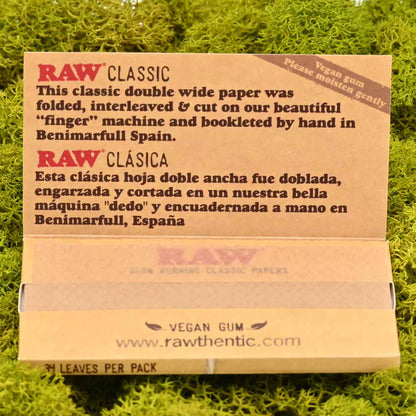 RAW® CLASSIC
Vegan gum
Please moisten gently
This classic double wide paper was
folded, interleaved & cut on our beautiful
“finger” machine and bookleted by hand in
Benimarfull Spain.
RAW® CLÁSICA
Esta clásica hoja doble ancha fue doblada,
engarzada y cortada en un nuestra bella
máquina "dedo" y encuadernada a mano en
Benimarfull, España
RAW
SLOW BURNING CLASSIC PAPERS
VEGAN GUM
www.rawthentic.com
34 LEAVES PER PACK